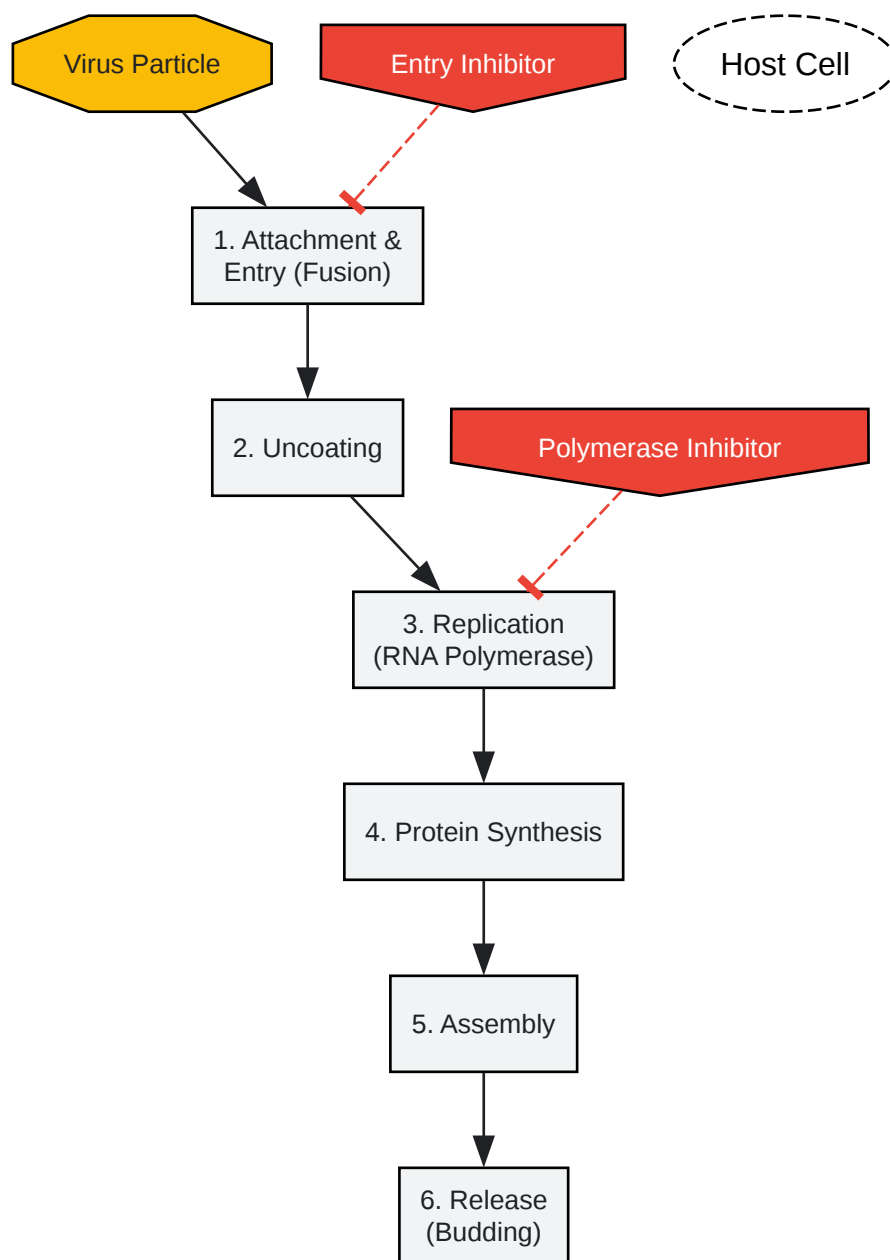 Virus Particle
Entry Inhibitor
Host Cell
1. Attachment &
Entry (Fusion)
2. Uncoating
Polymerase Inhibitor
3. Replication
(RNA Polymerase)
4. Protein Synthesis
5. Assembly
6. Release
(Budding)